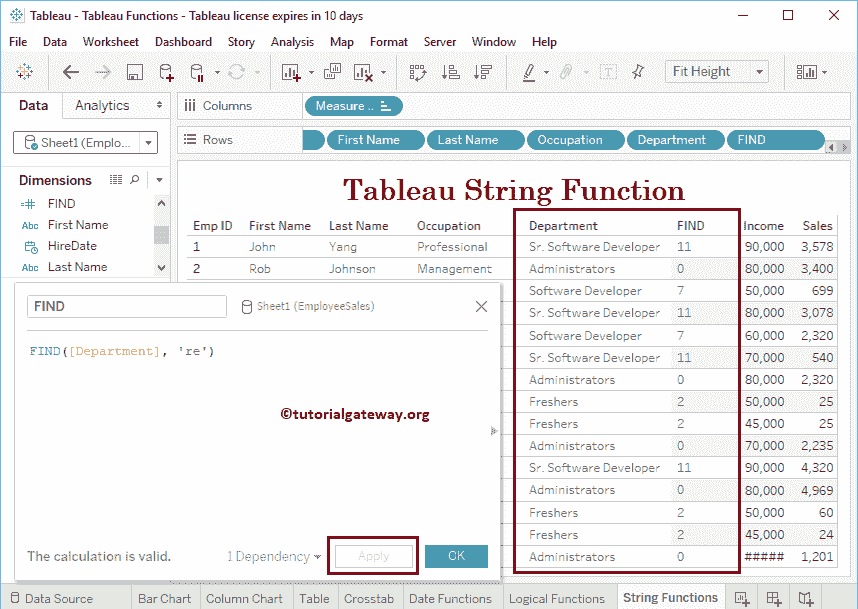 Tableau - Tableau Functions - Tableau license expires in 10 days
File Data Worksheet Dashboard Story Analysis Map Format Server Window Help
T Fit Height
Data Analytics
Columns Measure ..
Sheet1 (Emplo...
Rows First Name Last Name Occupation Department FIND
Dimensions
FIND
Abc First Name
HireDate
Abc Last Name
Tableau String Function
Emp ID First Name Last Name Occupation Department FIND Income Sales
1 John Yang Professional Sr. Software Developer 11 90,000 3,578
2 Rob Johnson Management Administrators 0 80,000 3,400
Software Developer 7 50,000 699
Sr. Software Developer 11 80,000 3,078
Software Developer 7 60,000 2,320
Sr. Software Developer 11 70,000 540
Administrators 0 80,000 2,320
Freshers 2 50,000 25
Freshers 2 45,000 25
Administrators 0 70,000 2,235
Sr. Software Developer 11 90,000 4,320
Administrators 0 80,000 4,969
Freshers 2 50,000 60
Freshers 2 45,000 24
Administrators 0 ##### 1,201
FIND Sheet1 (EmployeeSales)
FIND([Department], 're')
©tutorialgateway.org
The calculation is valid. 1 Dependency Apply OK
Data Source Bar Chart Column Chart Table Crosstab Date Functions Logical Functions String Functions